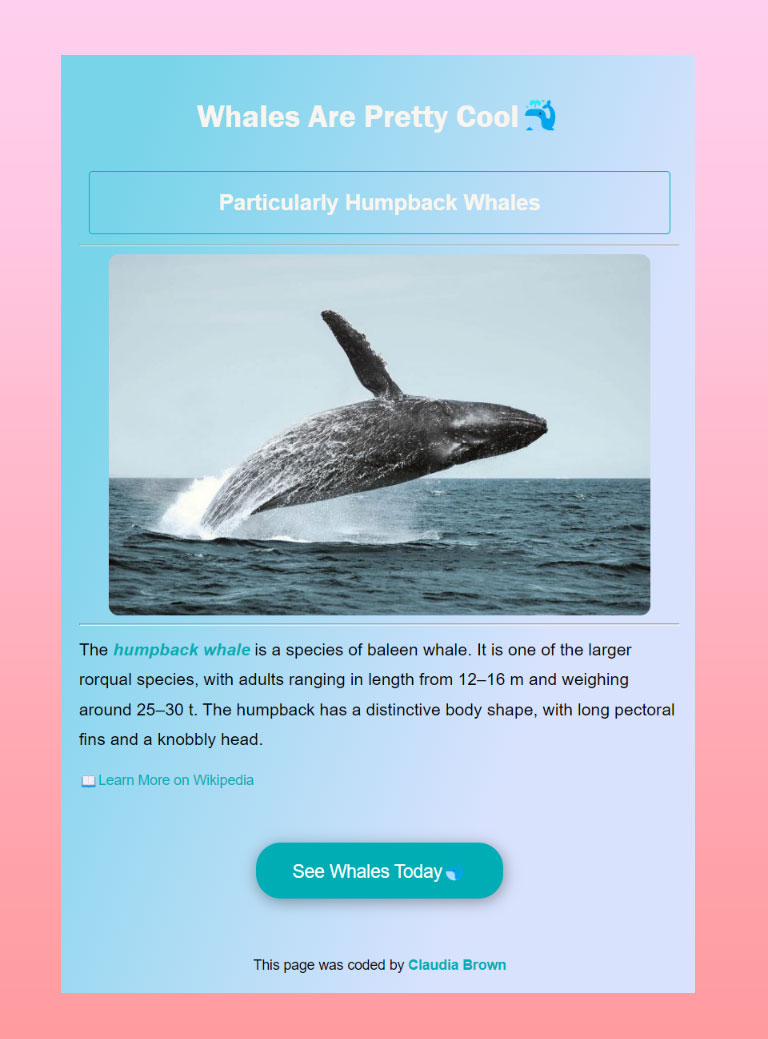 Whales Are Pretty Cool🐳
Particularly Humpback Whales
The humpback whale is a species of baleen whale. It is one of the larger
rorqual species, with adults ranging in length from 12–16 m and weighing
around 25–30 t. The humpback has a distinctive body shape, with long pectoral
fins and a knobbly head.
📖Learn More on Wikipedia
See Whales Today
This page was coded by Claudia Brown